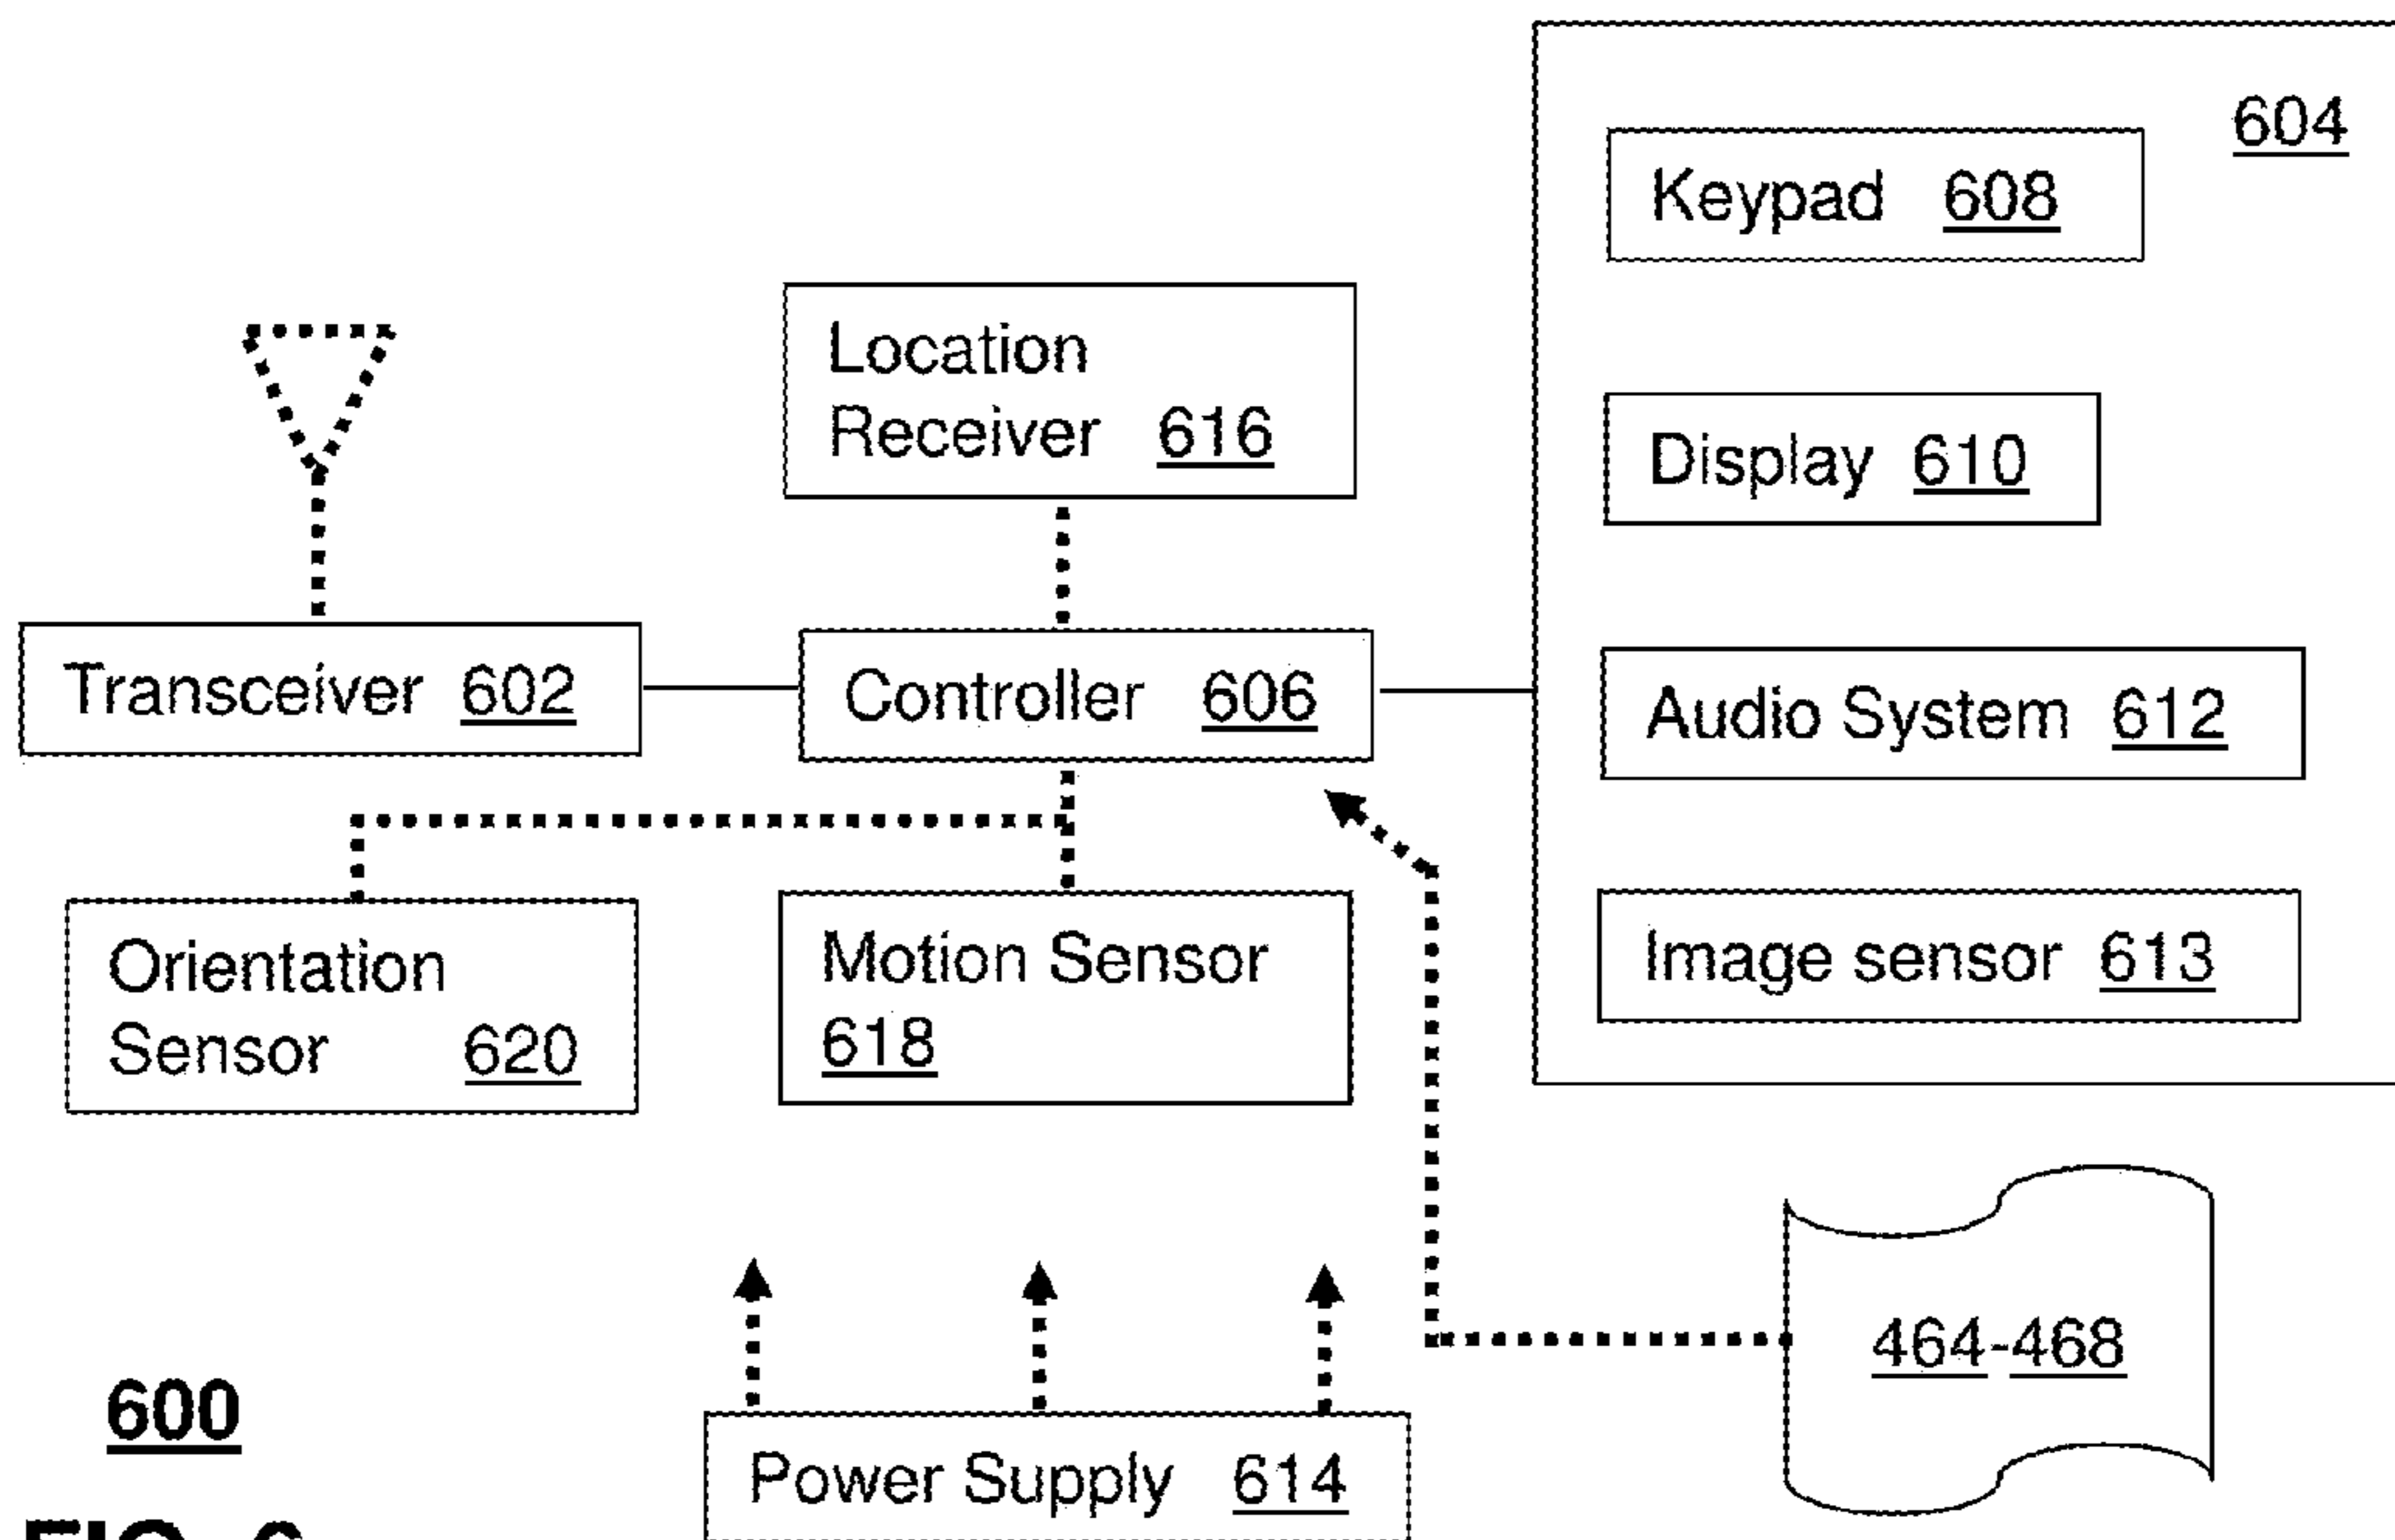 604
Keypad 608
Location
Receiver 616
Display 610
Transceiver 602
Controller 606
Audio System 612
Orientation
Sensor 620
Motion Sensor
618
Image sensor 613
464-468
600
Power Supply 614